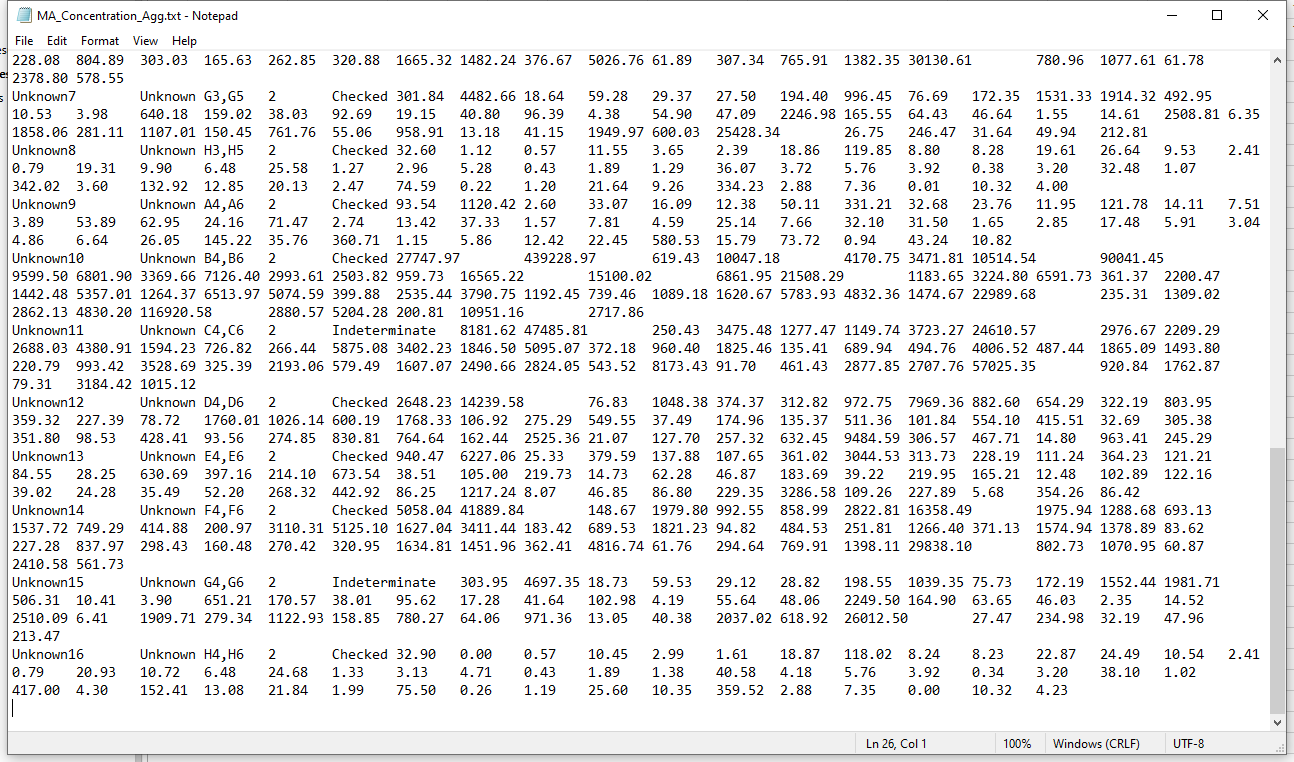 MA_Concentration_Agg.txt - Notepad
File Edit Format View Help
228.08 804.89 303.03 165.63 262.85 320.88 1665.32 1482.24 376.67 5026.76 61.89 307.34 765.91 1382.35 30130.61 780.96 1077.61 61.78
2378.80 578.55
Unknown7 Unknown G3,G5 2 Checked 301.84 4482.66 18.64 59.28 29.37 27.50 194.40 996.45 76.69 172.35 1531.33 1914.32 492.95
10.53 3.98 640.18 159.02 38.03 92.69 19.15 40.80 96.39 4.38 54.90 47.09 2246.98 165.55 64.43 46.64 1.55 14.61 2508.81 6.35
1858.06 281.11 1107.01 150.45 761.76 55.06 958.91 13.18 41.15 1949.97 600.03 25428.34 26.75 246.47 31.64 49.94 212.81
Unknown8 Unknown H3,H5 2 Checked 32.60 1.12 0.57 11.55 3.65 2.39 18.86 119.85 8.80 8.28 19.61 26.64 9.53 2.41
0.79 19.31 9.90 6.48 25.58 1.27 2.96 5.28 0.43 1.89 1.29 36.07 3.72 5.76 3.92 0.38 3.20 32.48 1.07
342.02 3.60 132.92 12.85 20.13 2.47 74.59 0.22 1.20 21.64 9.26 334.23 2.88 7.36 0.01 10.32 4.00
Unknown9 Unknown A4,A6 2 Checked 93.54 1120.42 2.60 33.07 16.09 12.38 50.11 331.21 32.68 23.76 11.95 121.78 14.11 7.51
3.89 53.89 62.95 24.16 71.47 2.74 13.42 37.33 1.57 7.81 4.59 25.14 7.66 32.10 31.50 1.65 2.85 17.48 5.91 3.04
4.86 6.64 26.05 145.22 35.76 360.71 1.15 5.86 12.42 22.45 580.53 15.79 73.72 0.94 43.24 10.82
Unknown10 Unknown B4,B6 2 Checked 27747.97 439228.97 619.43 10047.18 4170.75 3471.81 10514.54 90041.45
9599.50 6801.90 3369.66 7126.40 2993.61 2503.82 959.73 16565.22 15100.02 6861.95 21508.29 1183.65 3224.80 6591.73 361.37 2200.47
1442.48 5357.01 1264.37 6513.97 5074.59 399.88 2535.44 3790.75 1192.45 739.46 1089.18 1620.67 5783.93 4832.36 1474.67 22989.68 235.31 1309.02
2862.13 4830.20 116920.58 2880.57 5204.28 200.81 10951.16 2717.86
Unknown11 Unknown C4,C6 2 Indeterminate 8181.62 47485.81 250.43 3475.48 1277.47 1149.74 3723.27 24610.57 2976.67 2209.29
2688.03 4380.91 1594.23 726.82 266.44 5875.08 3402.23 1846.50 5095.07 372.18 960.40 1825.46 135.41 689.94 494.76 4006.52 487.44 1865.09 1493.80
220.79 993.42 3528.69 325.39 2193.06 579.49 1607.07 2490.66 2824.05 543.52 8173.43 91.70 461.43 2877.85 2707.76 57025.35 920.84 1762.87
79.31 3184.42 1015.12
Unknown12 Unknown D4,D6 2 Checked 2648.23 14239.58 76.83 1048.38 374.37 312.82 972.75 7969.36 882.60 654.29 322.19 803.95
359.32 227.39 78.72 1760.01 1026.14 600.19 1768.33 106.92 275.29 549.55 37.49 174.96 135.37 511.36 101.84 554.10 415.51 32.69 305.38
351.80 98.53 428.41 93.56 274.85 830.81 764.64 162.44 2525.36 21.07 127.70 257.32 632.45 9484.59 306.57 467.71 14.80 963.41 245.29
Unknown13 Unknown E4,E6 2 Checked 940.47 6227.06 25.33 379.59 137.88 107.65 361.02 3044.53 313.73 228.19 111.24 364.23 121.21
84.55 28.25 630.69 397.16 214.10 673.54 38.51 105.00 219.73 14.73 62.28 46.87 183.69 39.22 219.95 165.21 12.48 102.89 122.16
39.02 24.28 35.49 52.20 268.32 442.92 86.25 1217.24 8.07 46.85 86.80 229.35 3286.58 109.26 227.89 5.68 354.26 86.42
Unknown14 Unknown F4,F6 2 Checked 5058.04 41889.84 148.67 1979.80 992.55 858.99 2822.81 16358.49 1975.94 1288.68 693.13
1537.72 749.29 414.88 200.97 3110.31 5125.10 1627.04 3411.44 183.42 689.53 1821.23 94.82 484.53 251.81 1266.40 371.13 1574.94 1378.89 83.62
227.28 837.97 298.43 160.48 270.42 320.95 1634.81 1451.96 362.41 4816.74 61.76 294.64 769.91 1398.11 29838.10 802.73 1070.95 60.87
2410.58 561.73
Unknown15 Unknown G4,G6 2 Indeterminate 303.95 4697.35 18.73 59.53 29.12 28.82 198.55 1039.35 75.73 172.19 1552.44 1981.71
506.31 10.41 3.90 651.21 170.57 38.01 95.62 17.28 41.64 102.98 4.19 55.64 48.06 2249.50 164.90 63.65 46.03 2.35 14.52
2510.09 6.41 1909.71 279.34 1122.93 158.85 780.27 64.06 971.36 13.05 40.38 2037.02 618.92 26012.50 27.47 234.98 32.19 47.96
213.47
Unknown16 Unknown H4,H6 2 Checked 32.90 0.00 0.57 10.45 2.99 1.61 18.87 118.02 8.24 8.23 22.87 24.49 10.54 2.41
0.79 20.93 10.72 6.48 24.68 1.33 3.13 4.71 0.43 1.89 1.38 40.58 4.18 5.76 3.92 0.34 3.20 38.10 1.02
417.00 4.30 152.41 13.08 21.84 1.99 75.50 0.26 1.19 25.60 10.35 359.52 2.88 7.35 0.00 10.32 4.23
Ln 26, Col 1 100% Windows (CRLF) UTF-8